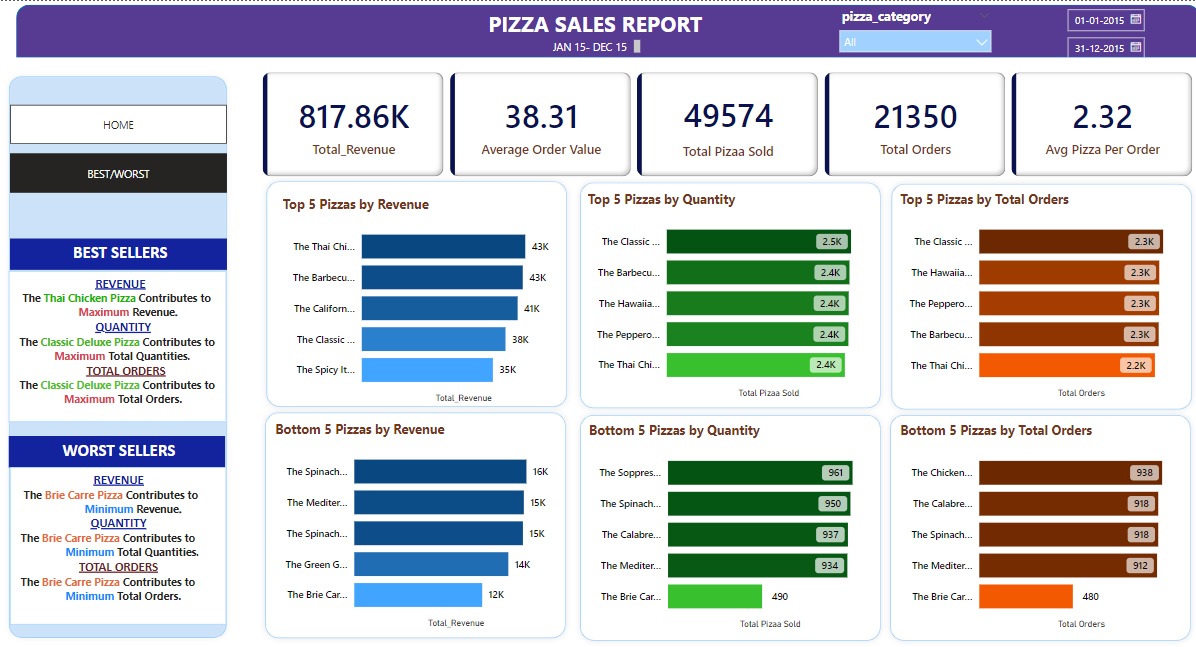 PIZZA SALES REPORT
JAN 15- DEC 15
pizza_category
All
01-01-2015
31-12-2015
HOME
BEST/WORST
BEST SELLERS
REVENUE
The Thai Chicken Pizza Contributes to
Maximum Revenue.
QUANTITY
The Classic Deluxe Pizza Contributes to
Maximum Total Quantities.
TOTAL ORDERS
The Classic Deluxe Pizza Contributes to
Maximum Total Orders.
WORST SELLERS
REVENUE
The Brie Carre Pizza Contributes to
Minimum Revenue.
QUANTITY
The Brie Carre Pizza Contributes to
Minimum Total Quantities.
TOTAL ORDERS
The Brie Carre Pizza Contributes to
Minimum Total Orders.
817.86K
Total_Revenue
38.31
Average Order Value
49574
Total Pizaa Sold
21350
Total Orders
2.32
Avg Pizza Per Order
Top 5 Pizzas by Revenue
The Thai Chi... 43K
The Barbecu... 43K
The Californ... 41K
The Classic ... 38K
The Spicy It... 35K
Total_Revenue
Top 5 Pizzas by Quantity
The Classic ... 2.5K
The Barbecu... 2.4K
The Hawaiia... 2.4K
The Peppero... 2.4K
The Thai Chi... 2.4K
Total Pizaa Sold
Top 5 Pizzas by Total Orders
The Classic ... 2.3K
The Hawaiia... 2.3K
The Peppero... 2.3K
The Barbecu... 2.3K
The Thai Chi... 2.2K
Total Orders
Bottom 5 Pizzas by Revenue
The Spinach... 16K
The Mediter... 15K
The Spinach... 15K
The Green G... 14K
The Brie Car... 12K
Total_Revenue
Bottom 5 Pizzas by Quantity
The Soppres... 961
The Spinach... 950
The Calabre... 937
The Mediter... 934
The Brie Car... 490
Total Pizaa Sold
Bottom 5 Pizzas by Total Orders
The Chicken... 938
The Calabre... 918
The Spinach... 918
The Mediter... 912
The Brie Car... 480
Total Orders